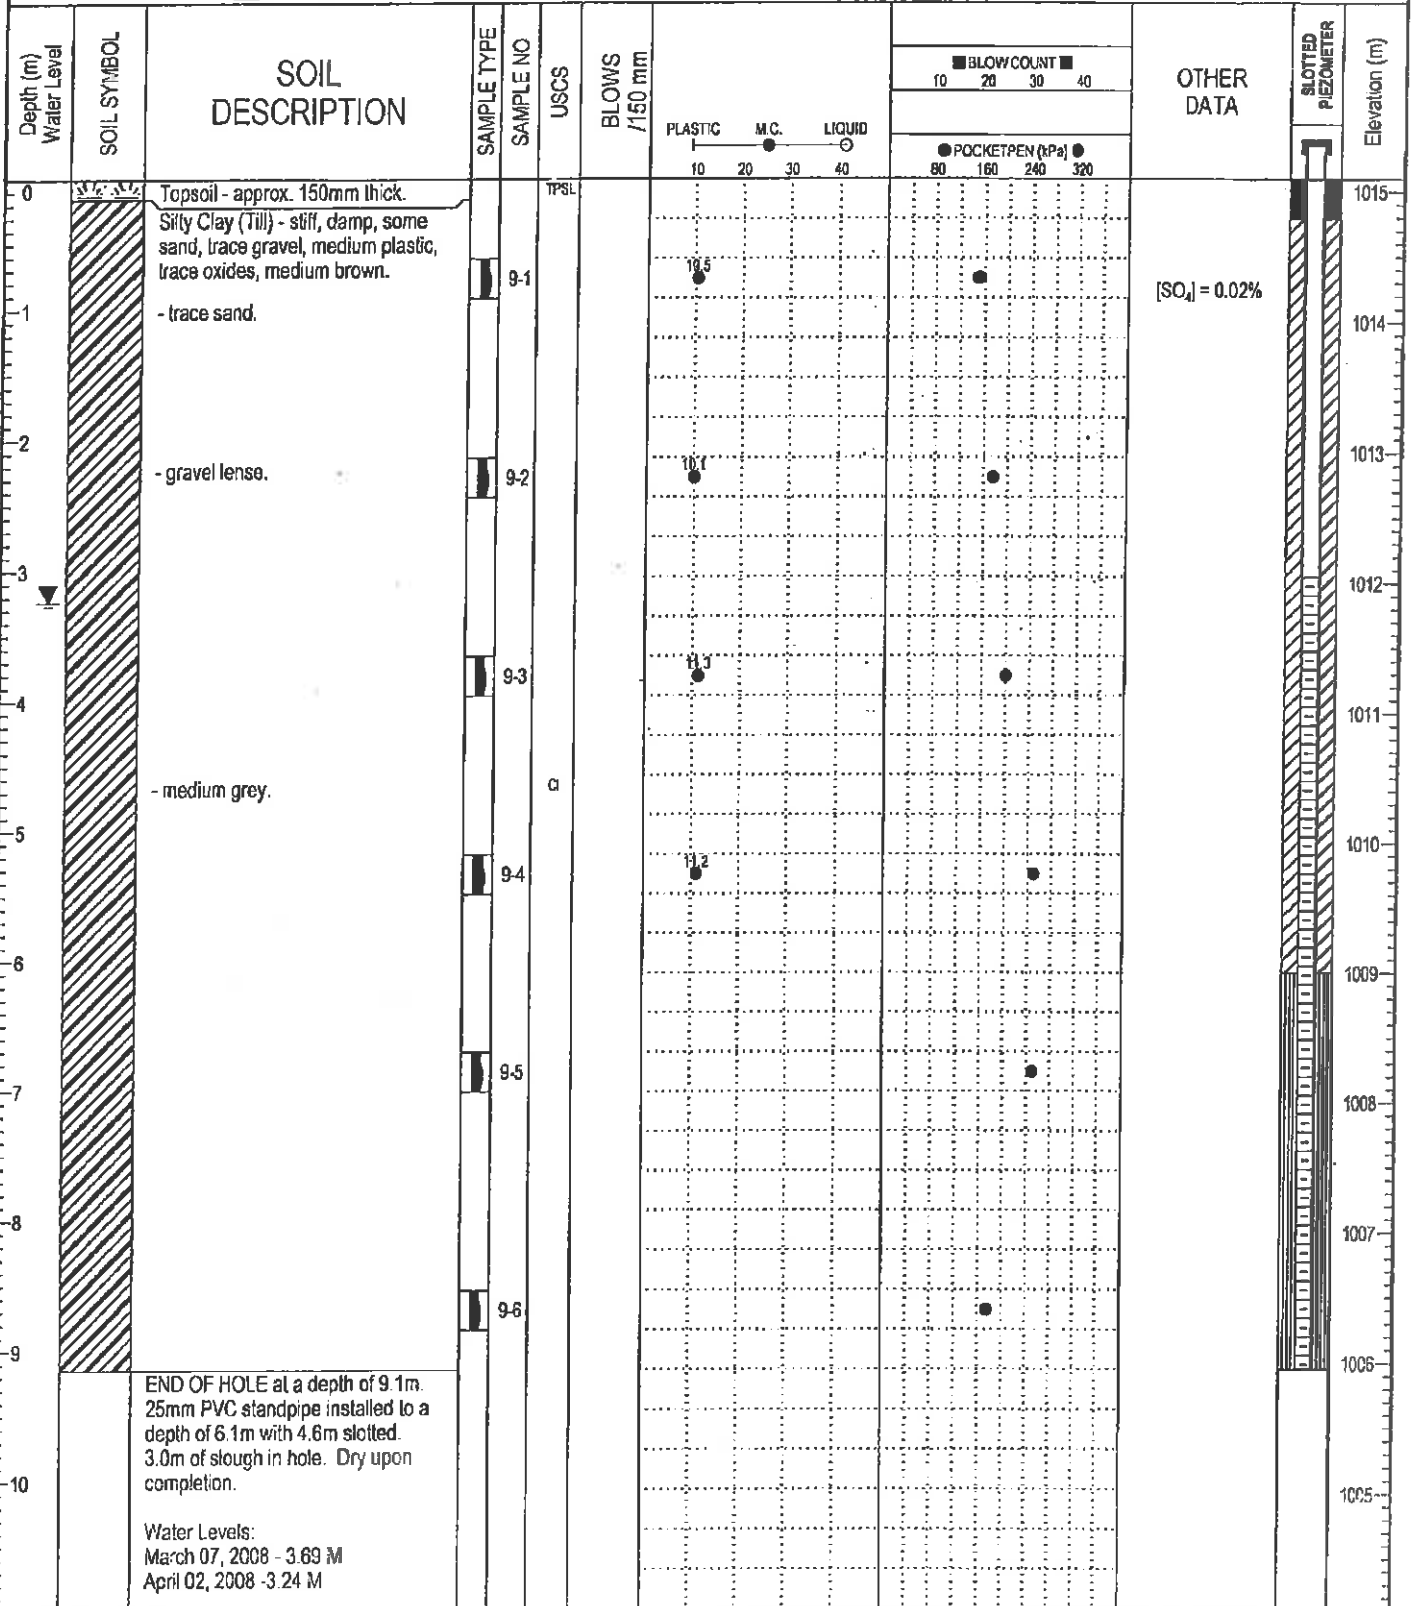 Depth (m)
Water Level
SOIL SYMBOL
SOIL
DESCRIPTION
SAMPLE TYPE
SAMPLE NO
USCS
BLOWS
/150 mm
PLASTIC M.C. LIQUID
10 20 30 40
BLOW COUNT
10 20 30 40
POCKETPEN (kPa)
80 160 240 320
OTHER
DATA
SLOTTED
PIEZOMETER
Elevation (m)
0
Topsoil - approx. 150mm thick.
TPSL
1015
Silty Clay (Till) - stiff, damp, some
sand, trace gravel, medium plastic,
trace oxides, medium brown.
9-1
10.5
[SO4] = 0.02%
1
- trace sand.
1014
2
1013
- gravel lense.
9-2
10.1
3
1012
9-3
11.3
4
1011
- medium grey.
CI
5
1010
9-4
11.2
6
1009
9-5
7
1008
8
1007
9-6
9
1006
END OF HOLE at a depth of 9.1m.
25mm PVC standpipe installed to a
depth of 6.1m with 4.6m slotted.
3.0m of slough in hole. Dry upon
completion.
10
1005
Water Levels:
March 07, 2008 - 3.69 M
April 02, 2008 -3.24 M